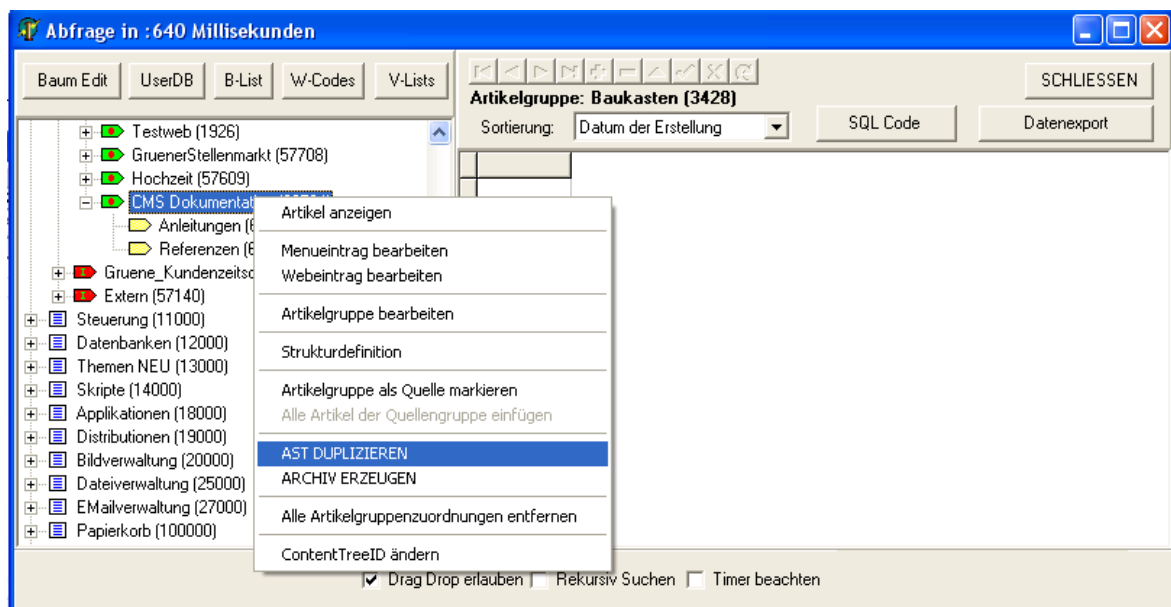 Abfrage in :640 Millisekunden
Baum Edit UserDB B-List W-Codes V-Lists
SCHLIESSEN
Artikelgruppe: Baukasten (3428)
Sortierung: Datum der Erstellung SQL Code Datenexport
Testweb (1926)
GruenerStellenmarkt (57708)
Hochzeit (57609)
CMS Dokumentat
Anleitungen (6
Referenzen (6
Gruene_Kundenzeitsc
Extern (57140)
Steuerung (11000)
Datenbanken (12000)
Themen NEU (13000)
Skripte (14000)
Applikationen (18000)
Distributionen (19000)
Bildverwaltung (20000)
Dateiverwaltung (25000)
EMailverwaltung (27000)
Papierkorb (100000)
Artikel anzeigen
Menueintrag bearbeiten
Webeintrag bearbeiten
Artikelgruppe bearbeiten
Strukturdefinition
Artikelgruppe als Quelle markieren
Alle Artikel der Quellengruppe einfügen
AST DUPLIZIEREN
ARCHIV ERZEUGEN
Alle Artikelgruppenzuordnungen entfernen
ContentTreeID ändern
Drag Drop erlauben Rekursiv Suchen Timer beachten